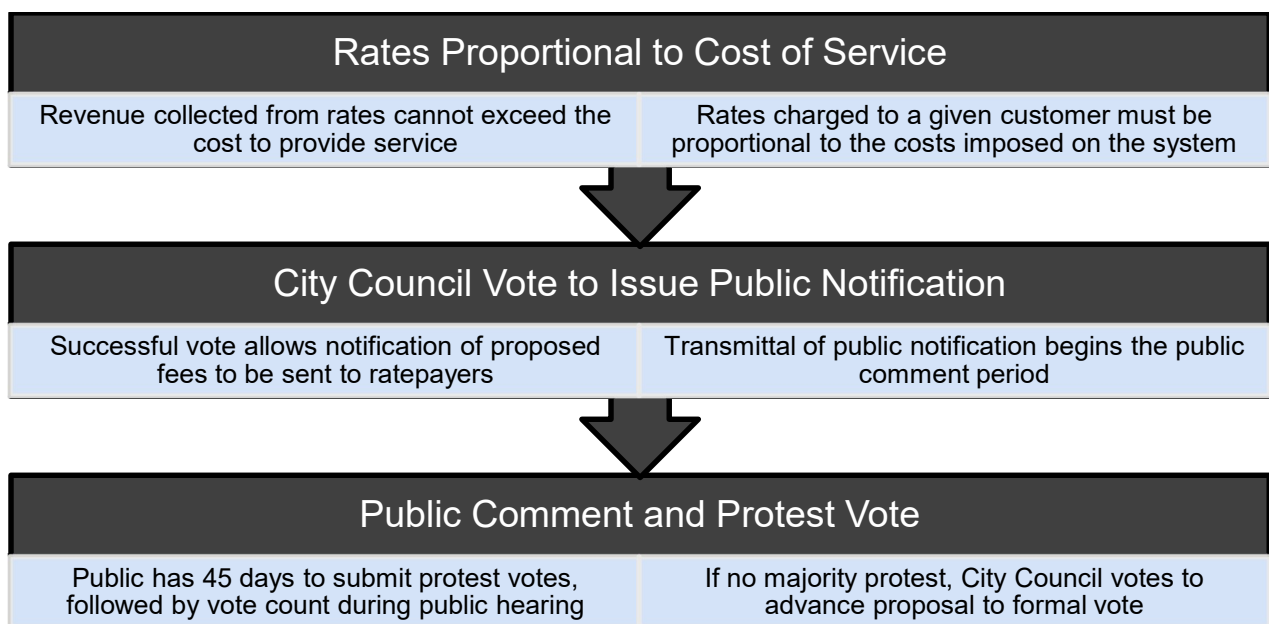 Rates Proportional to Cost of Service
Revenue collected from rates cannot exceed the
cost to provide service
Rates charged to a given customer must be
proportional to the costs imposed on the system
City Council Vote to Issue Public Notification
Successful vote allows notification of proposed
fees to be sent to ratepayers
Transmittal of public notification begins the public
comment period
Public Comment and Protest Vote
Public has 45 days to submit protest votes,
followed by vote count during public hearing
If no majority protest, City Council votes to
advance proposal to formal vote